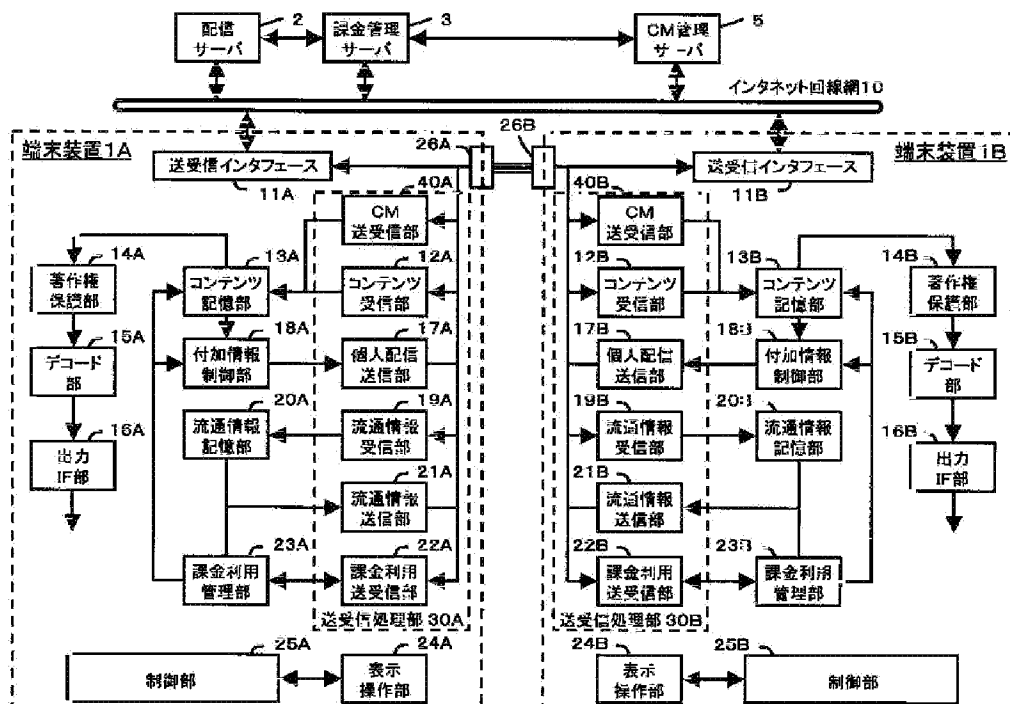 配信
サーバ
2
課金管理
サーバ
3
CM管理
サーバ
5
インタネット回線網10
端末装置1A
送受信インタフェース
11A
26A
26B
送受信インタフェース
11B
端末装置1B
40A
CM
送受信部
14A
著作権
保護部
13A
コンテンツ
記憶部
12A
コンテンツ
受信部
15A
デコード
部
18A
付加情報
制御部
17A
個人配信
送信部
16A
出力
IF部
20A
流通情報
記憶部
19A
流通情報
受信部
21A
流通情報
送信部
23A
課金利用
管理部
22A
課金利用
送受信部
送受信処理部30A
25A
制御部
24A
表示
操作部
40B
CM
送受信部
12B
コンテンツ
受信部
13B
コンテンツ
記憶部
14B
著作権
保護部
17B
個人配信
送信部
18B
付加情報
制御部
15B
デコード
部
19B
流通情報
受信部
20B
流通情報
記憶部
16B
出力
IF部
21B
流通情報
送信部
22B
課金利用
送受信部
23B
課金利用
管理部
送受信処理部30B
24B
表示
操作部
25B
制御部